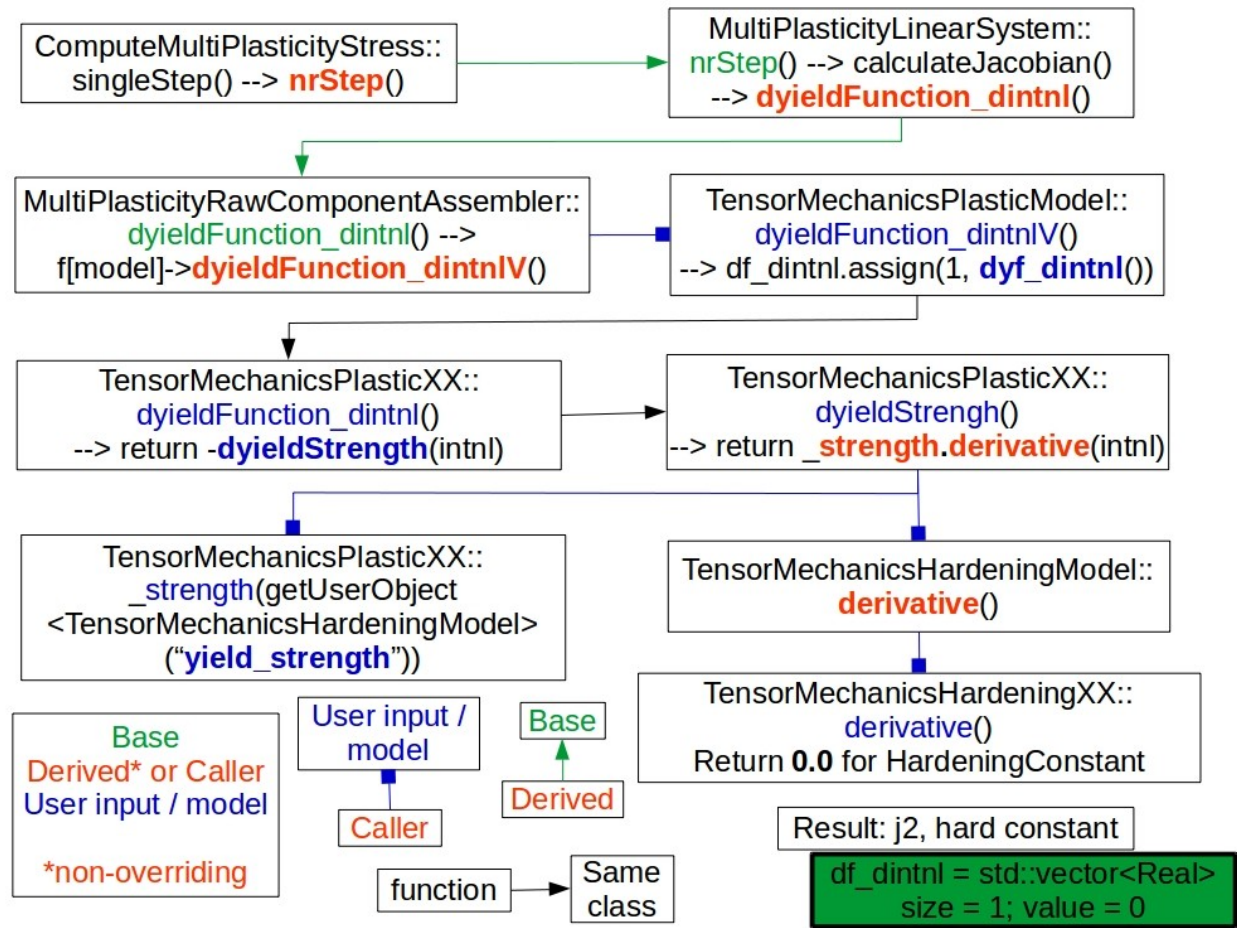 ComputeMultiPlasticityStress::
singleStep() --> nrStep()
MultiPlasticityLinearSystem::
nrStep() --> calculateJacobian()
--> dyieldFunction_dintnl()
MultiPlasticityRawComponentAssembler::
dyieldFunction_dintnl() -->
f[model]->dyieldFunction_dintnlV()
TensorMechanicsPlasticModel::
dyieldFunction_dintnlV()
--> df_dintnl.assign(1, dyf_dintnl())
TensorMechanicsPlasticXX::
dyieldFunction_dintnl()
--> return -dyieldStrength(intnl)
TensorMechanicsPlasticXX::
dyieldStrengh()
--> return _strength.derivative(intnl)
TensorMechanicsPlasticXX::
_strength(getUserObject
<TensorMechanicsHardeningModel>
(“yield_strength”))
TensorMechanicsHardeningModel::
derivative()
TensorMechanicsHardeningXX::
derivative()
Return 0.0 for HardeningConstant
Base
Derived* or Caller
User input / model
*non-overriding
User input /
model
Caller
Base
Derived
function
Same
class
Result: j2, hard constant
df_dintnl = std::vector<Real>
size = 1; value = 0